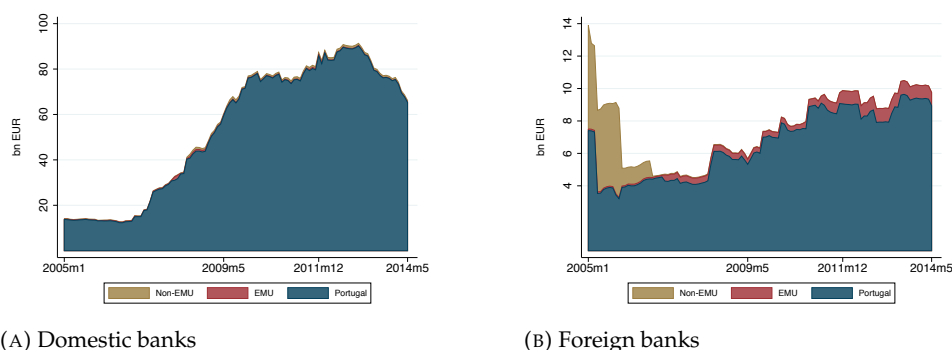 100
80
60
40
20
bn EUR
2005m1 2009m5 2011m12 2014m5
Non-EMU EMU Portugal
(A) Domestic banks
14
12
10
8
6
4
bn EUR
2005m1 2009m5 2011m12 2014m5
Non-EMU EMU Portugal
(B) Foreign banks